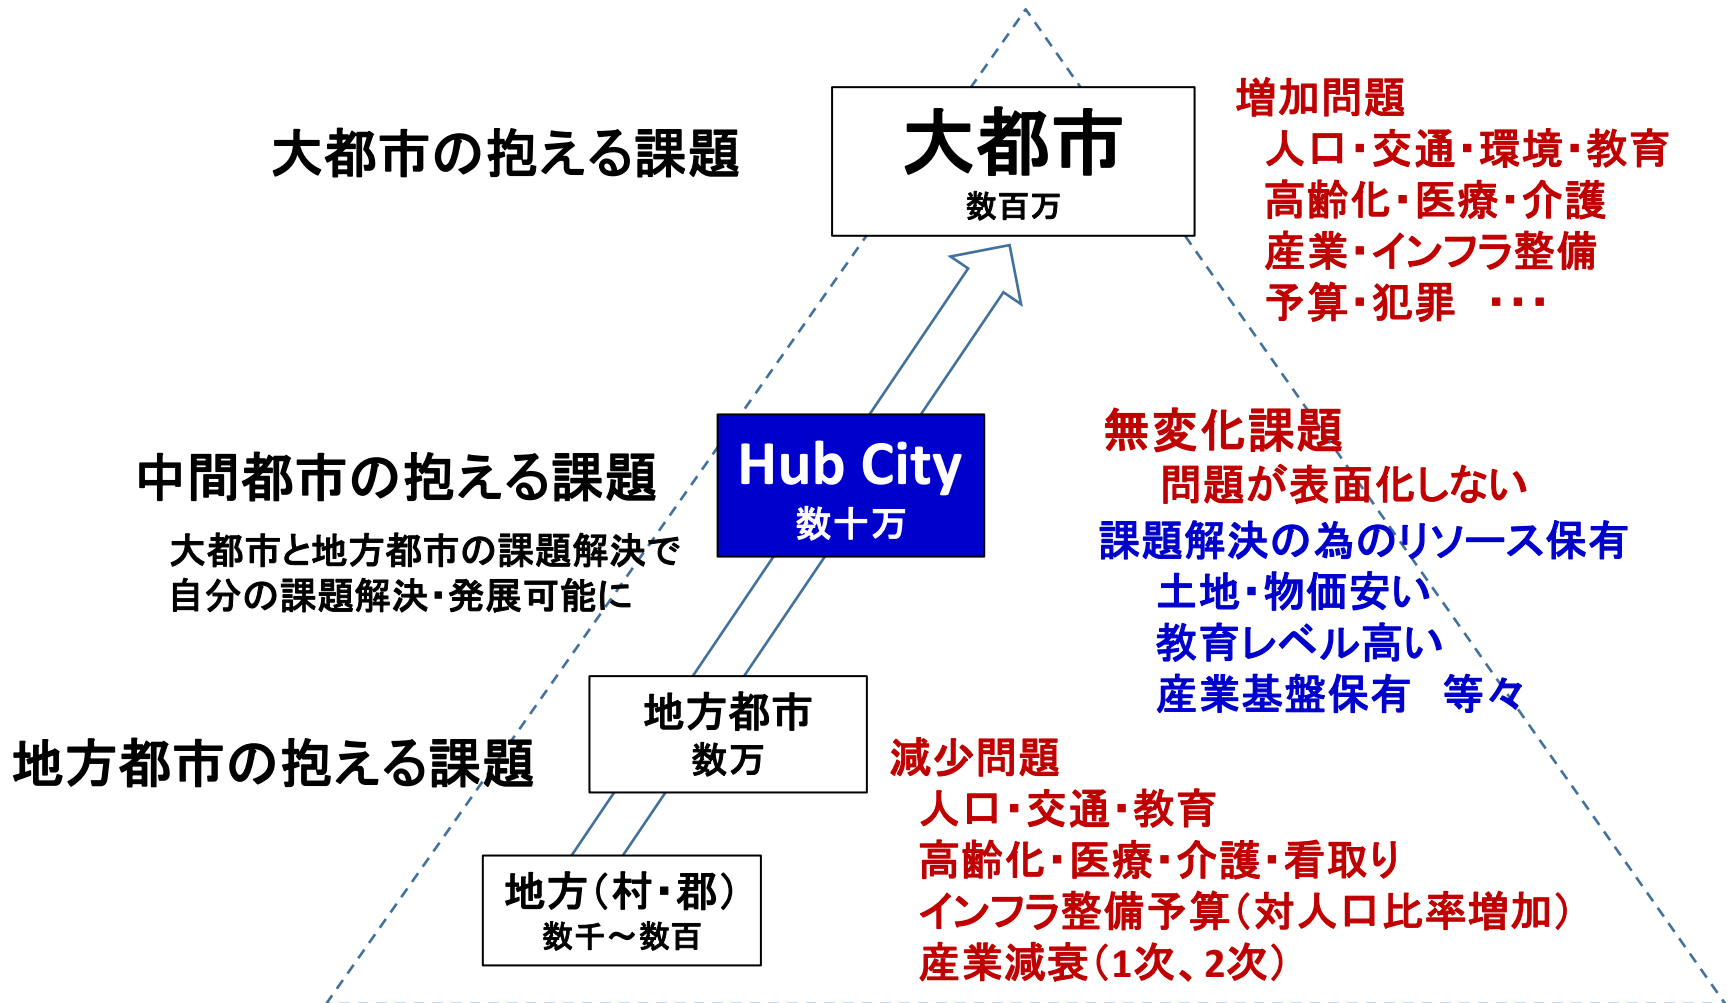 大都市の抱える課題
大都市
数百万
増加問題
人口・交通・環境・教育
高齢化・医療・介護
産業・インフラ整備
予算・犯罪　・・・
中間都市の抱える課題
大都市と地方都市の課題解決で
自分の課題解決・発展可能に
Hub City
数十万
無変化課題
問題が表面化しない
課題解決の為のリソース保有
土地・物価安い
教育レベル高い
産業基盤保有　等々
地方都市の抱える課題
地方都市
数万
減少問題
人口・交通・教育
高齢化・医療・介護・看取り
インフラ整備予算（対人口比率増加）
産業減衰（1次、2次）
地方（村・郡）
数千～数百